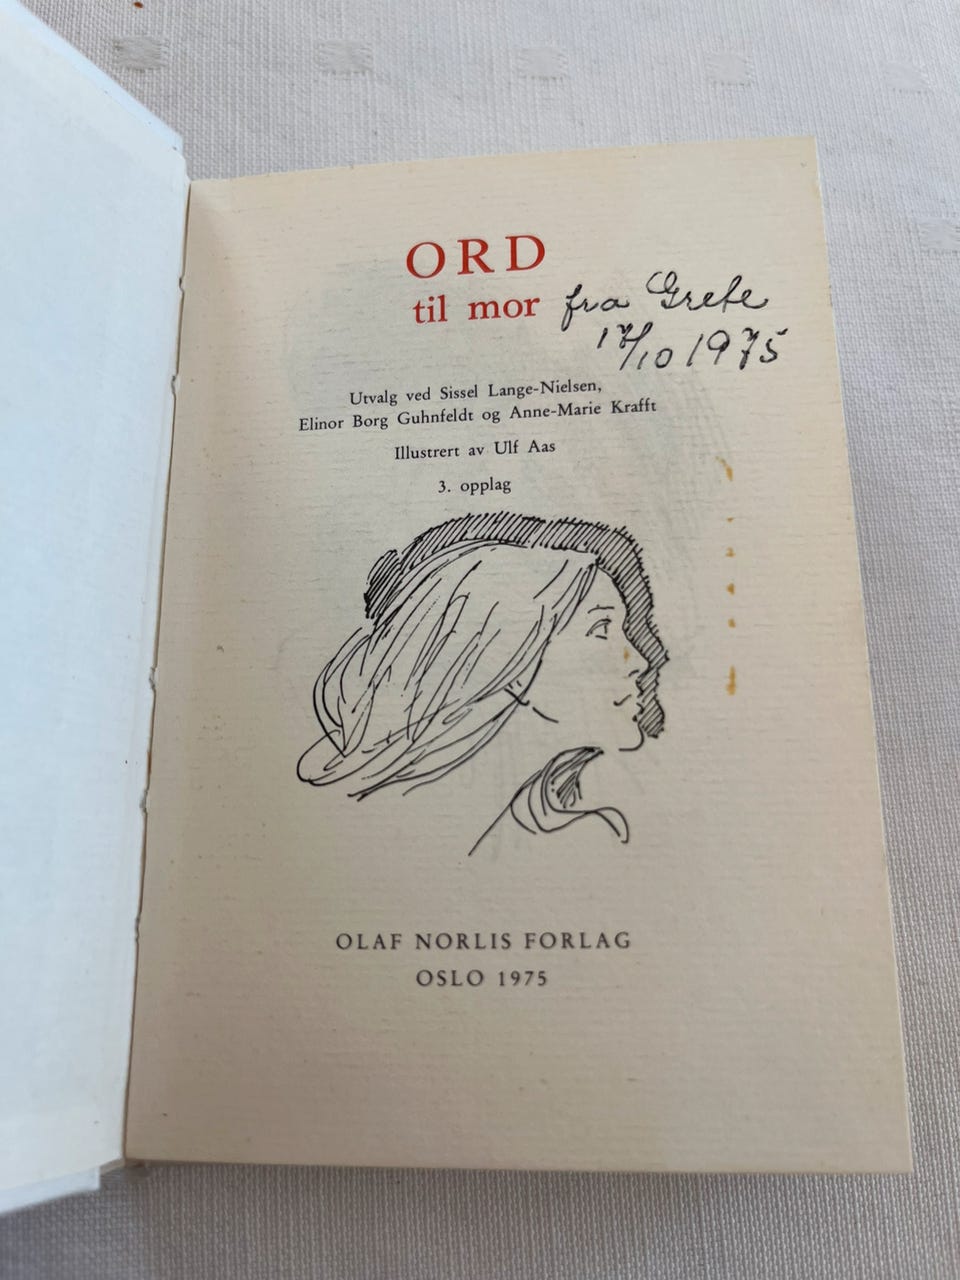 ORD
til mor fra Grete
17/10 1975
Utvalg ved Sissel Lange-Nielsen,
Elinor Borg Guhnfeldt og Anne-Marie Krafft
Illustrert av Ulf Aas
3. opplag
OLAF NORLIS FORLAG
OSLO 1975